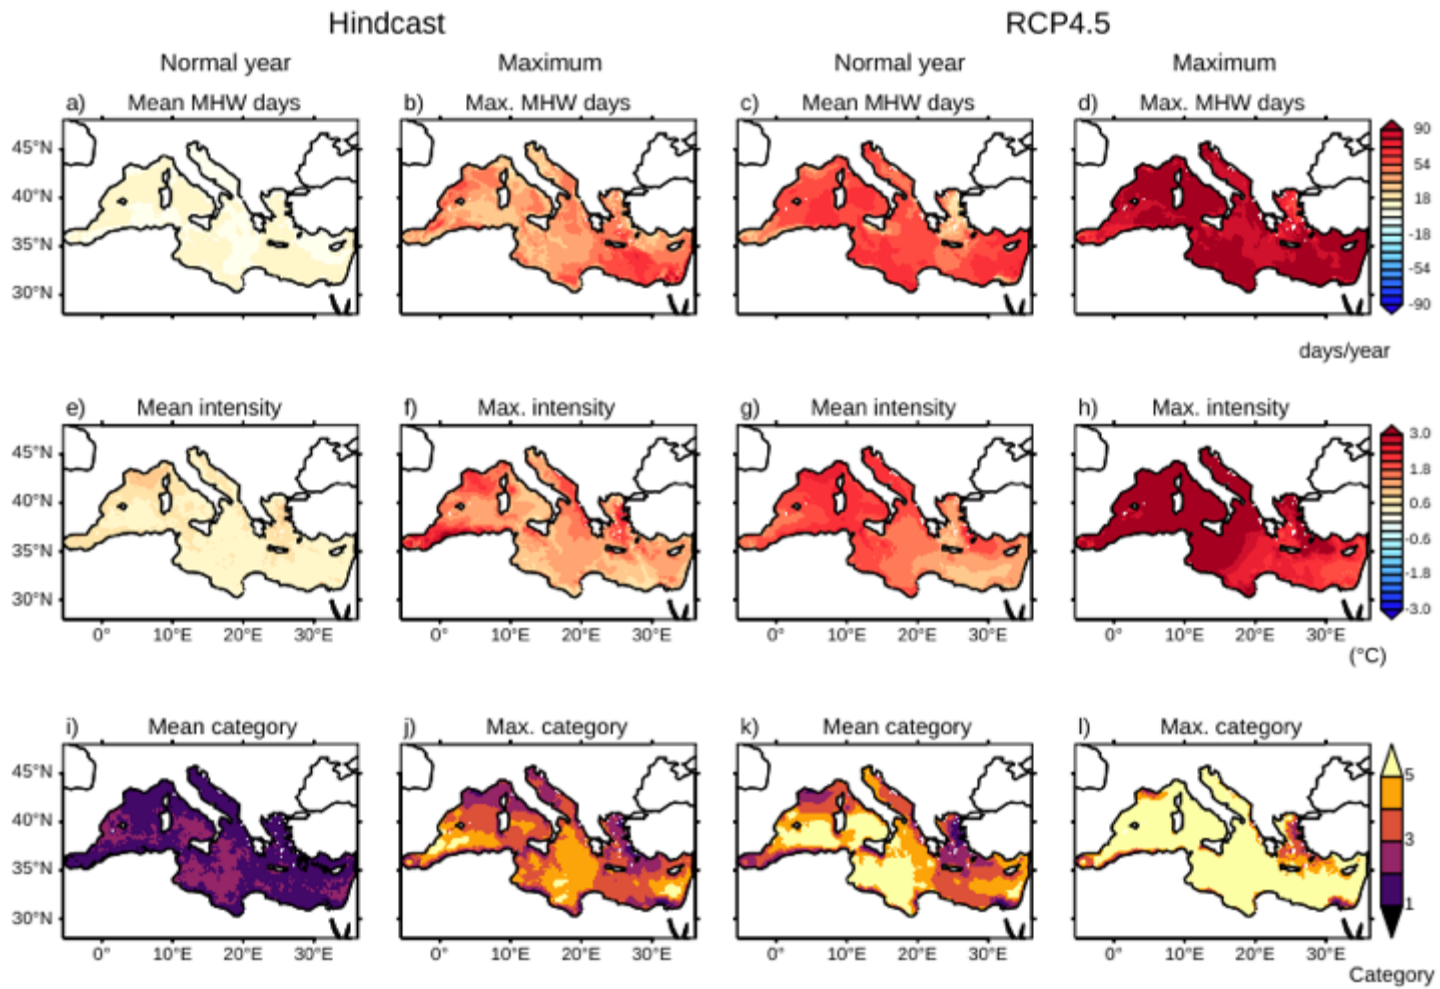 Hindcast RCP4.5
Normal year Maximum Normal year Maximum
a) Mean MHW days b) Max. MHW days c) Mean MHW days d) Max. MHW days
45°N 90
54
40°N 18
35°N -18
-54
30°N -90
days/year
e) Mean intensity f) Max. intensity g) Mean intensity h) Max. intensity
45°N 3.0
1.8
40°N 0.6
35°N -0.6
-1.8
30°N -3.0
0° 10°E 20°E 30°E 0° 10°E 20°E 30°E 0° 10°E 20°E 30°E 0° 10°E 20°E 30°E
(°C)
i) Mean category j) Max. category k) Mean category l) Max. category
45°N 5
40°N 3
35°N 1
30°N
0° 10°E 20°E 30°E 0° 10°E 20°E 30°E 0° 10°E 20°E 30°E 0° 10°E 20°E 30°E
Category